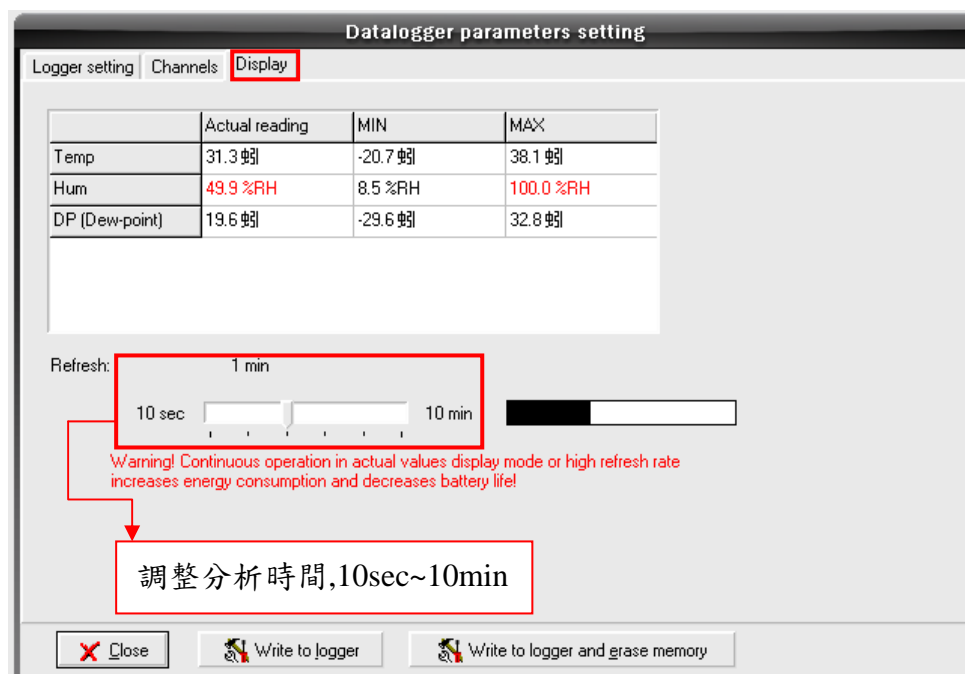 Datalogger parameters setting
Logger setting Channels Display
Actual reading MIN MAX
Temp 31.3蚓 -20.7蚓 38.1蚓
Hum 49.9 %RH 8.5 %RH 100.0 %RH
DP (Dew-point) 19.6蚓 -29.6蚓 32.8蚓
Refresh: 1 min
10 sec 10 min
Warning! Continuous operation in actual values display mode or high refresh rate
increases energy consumption and decreases battery life!
調整分析時間,10sec~10min
Close Write to logger Write to logger and erase memory